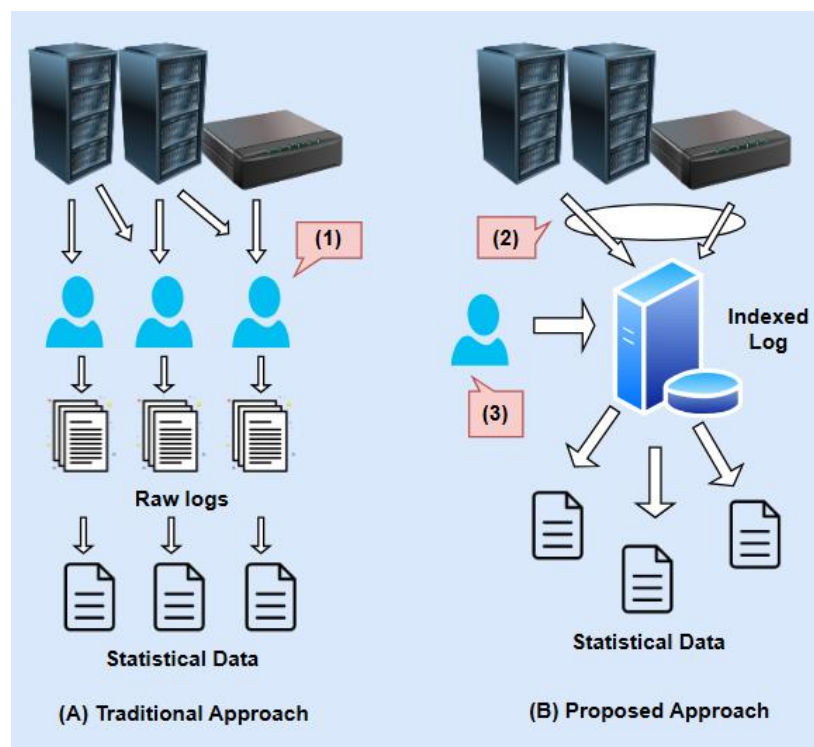 (1)
Raw logs
Statistical Data
(A) Traditional Approach
(2)
Indexed
Log
(3)
Statistical Data
(B) Proposed Approach